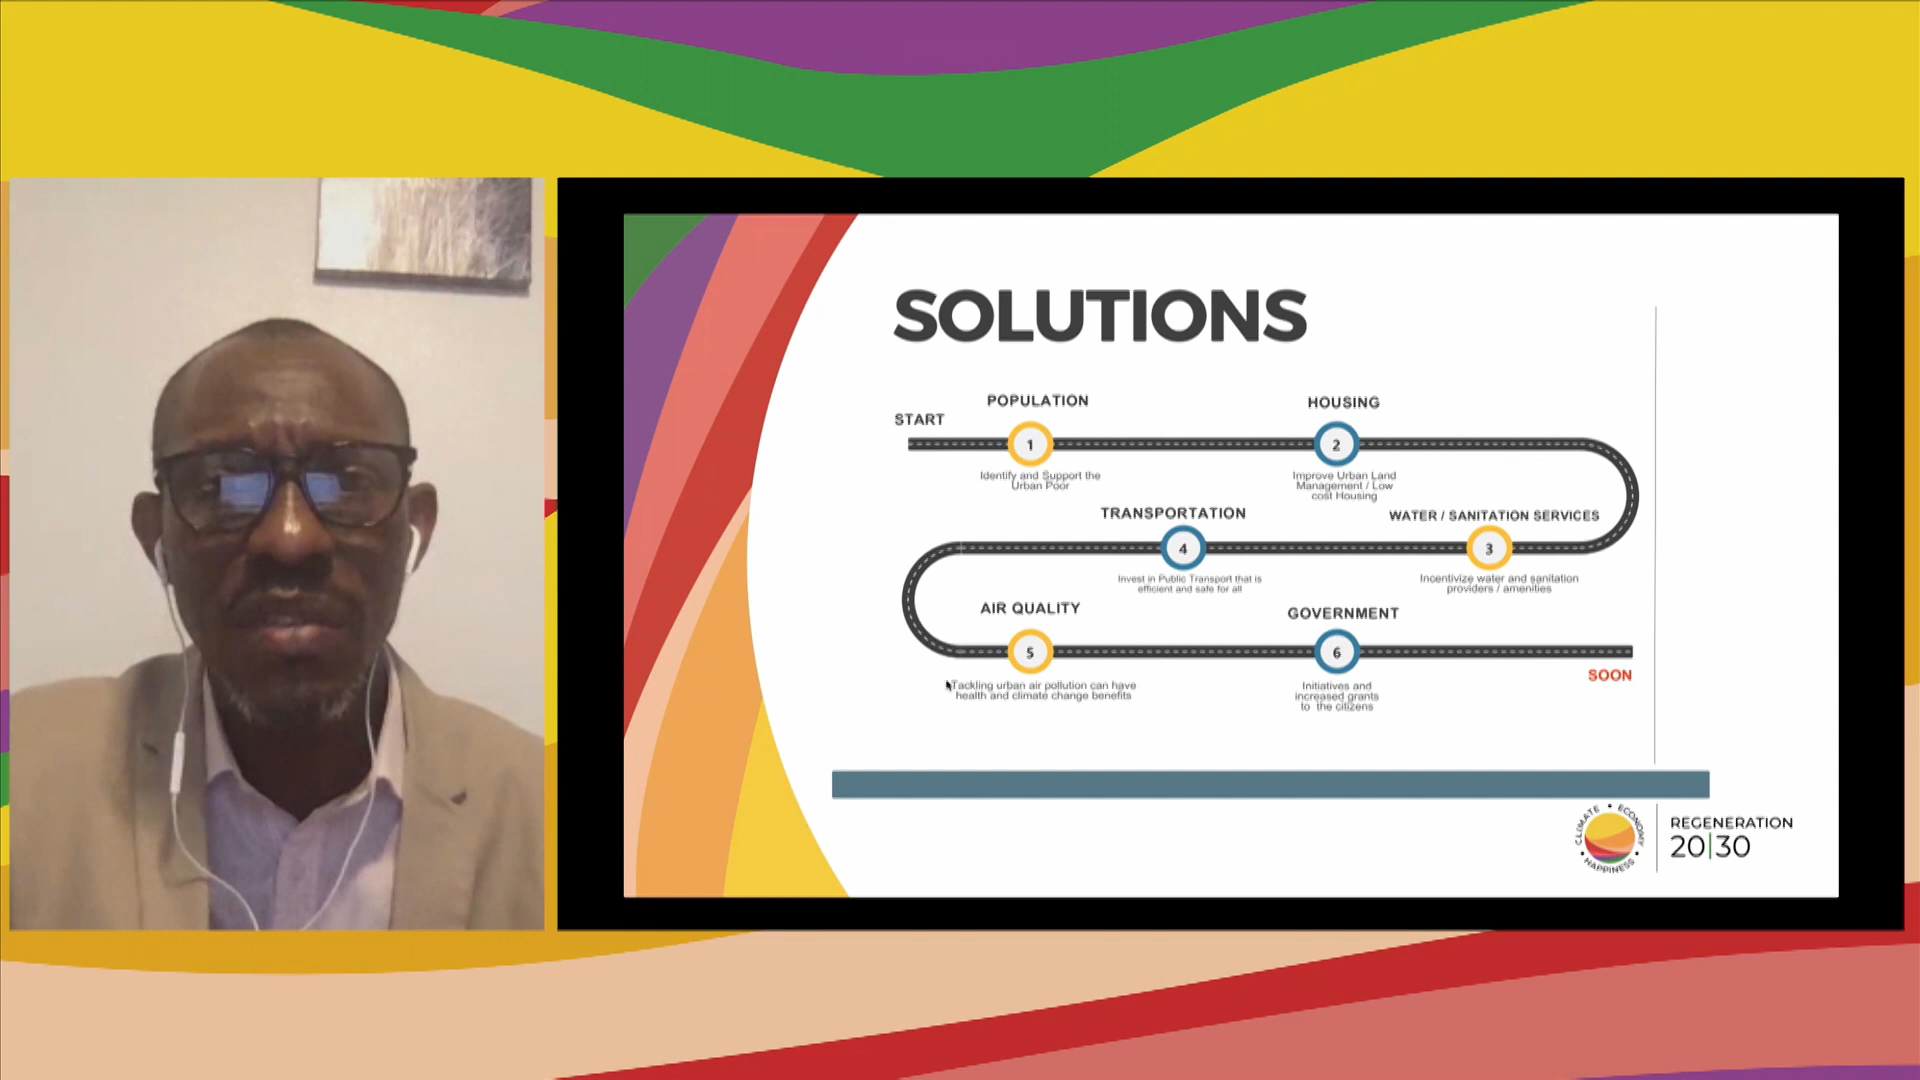 SOLUTIONS
START
POPULATION
1
Identify and Support the
Urban Poor
HOUSING
2
Improve Urban Land
Management / Low
cost Housing
WATER / SANITATION SERVICES
3
Incentivize water and sanitation
providers / amenities
TRANSPORTATION
4
Invest in Public Transport that is
efficient and safe for all
AIR QUALITY
5
Tackling urban air pollution can have
health and climate change benefits
GOVERNMENT
6
Initiatives and
increased grants
to the citizens
SOON
CLIMATE • ECONOMY • HAPPINESS •
REGENERATION
20|30